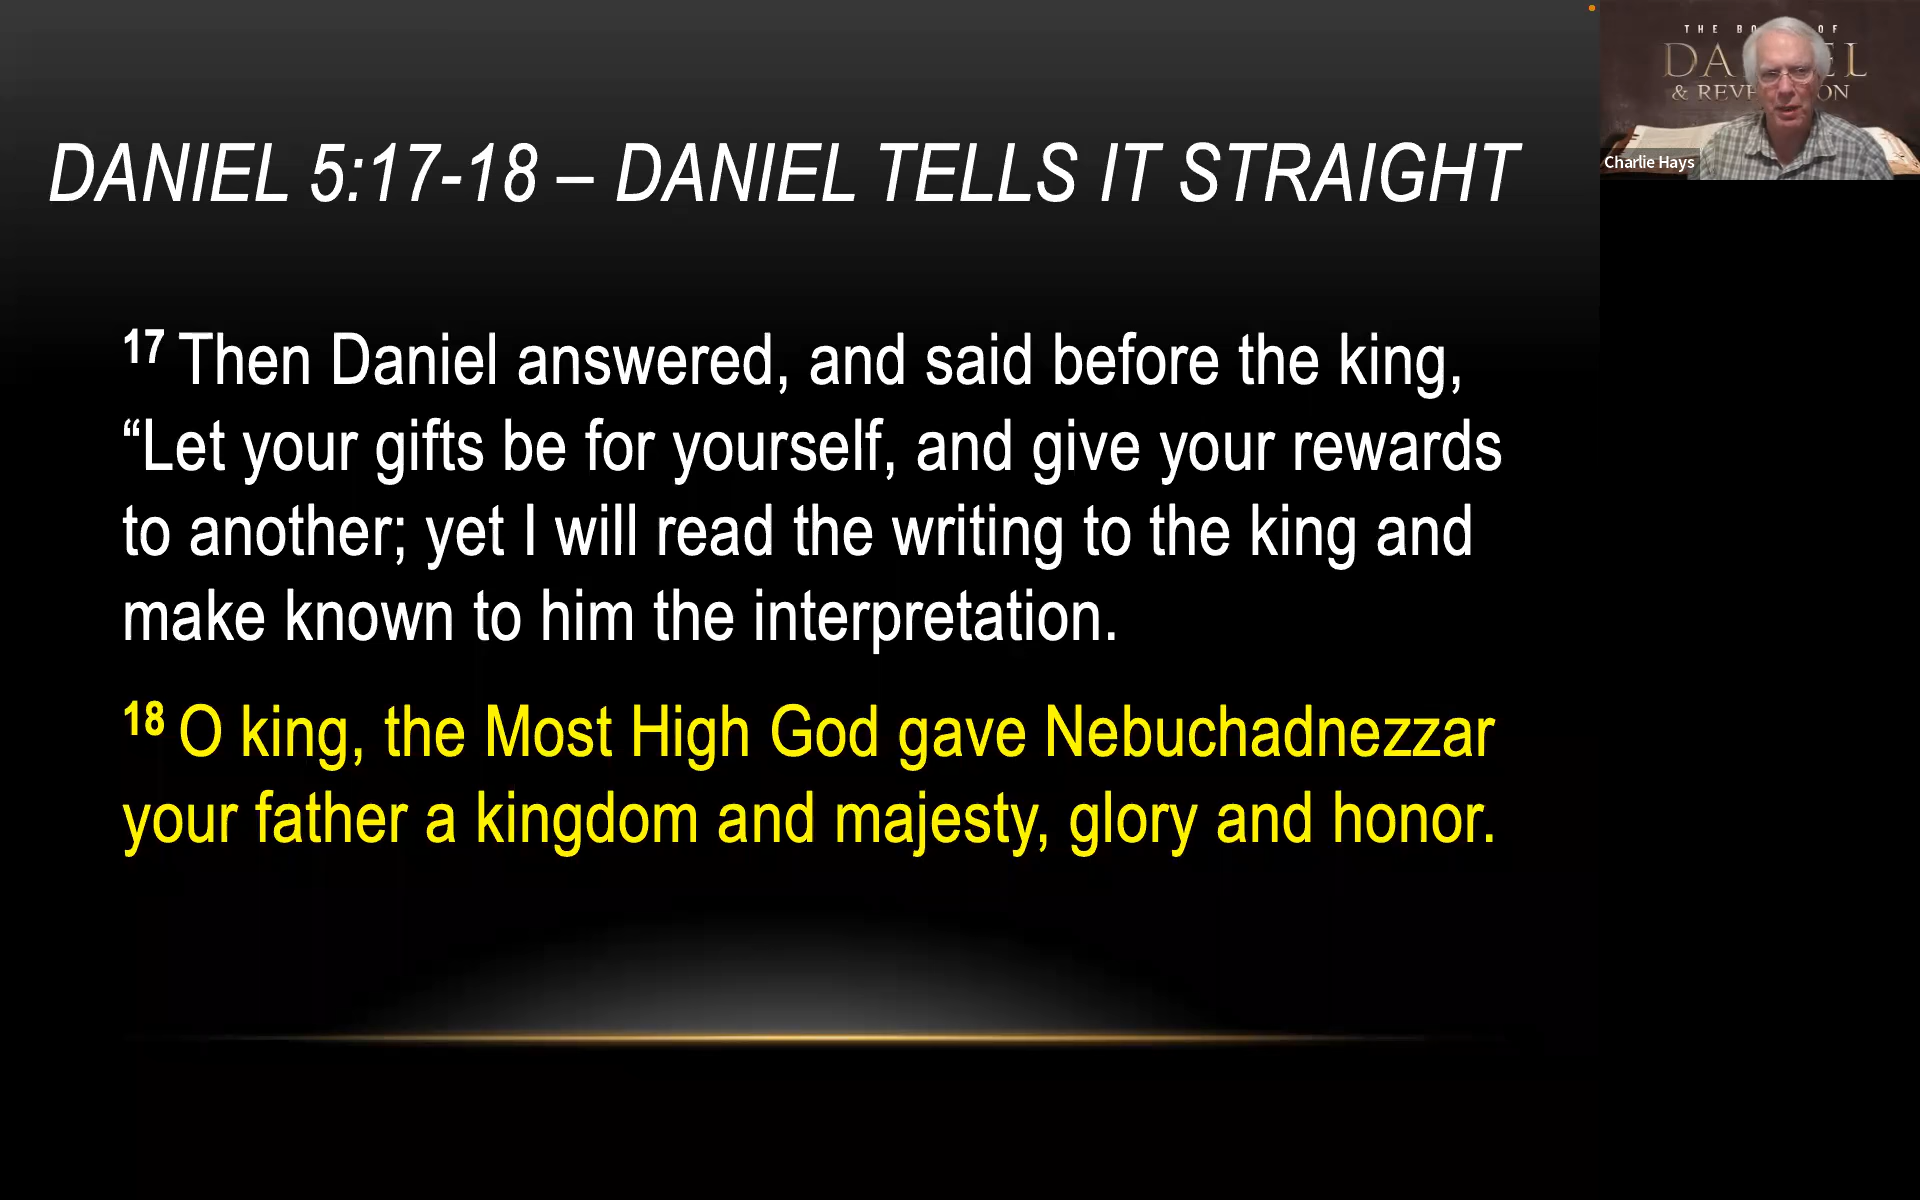 DANIEL 5:17-18 – DANIEL TELLS IT STRAIGHT
17 Then Daniel answered, and said before the king,
“Let your gifts be for yourself, and give your rewards
to another; yet I will read the writing to the king and
make known to him the interpretation.
18 O king, the Most High God gave Nebuchadnezzar
your father a kingdom and majesty, glory and honor.
THE OF
& 
Charlie Hays